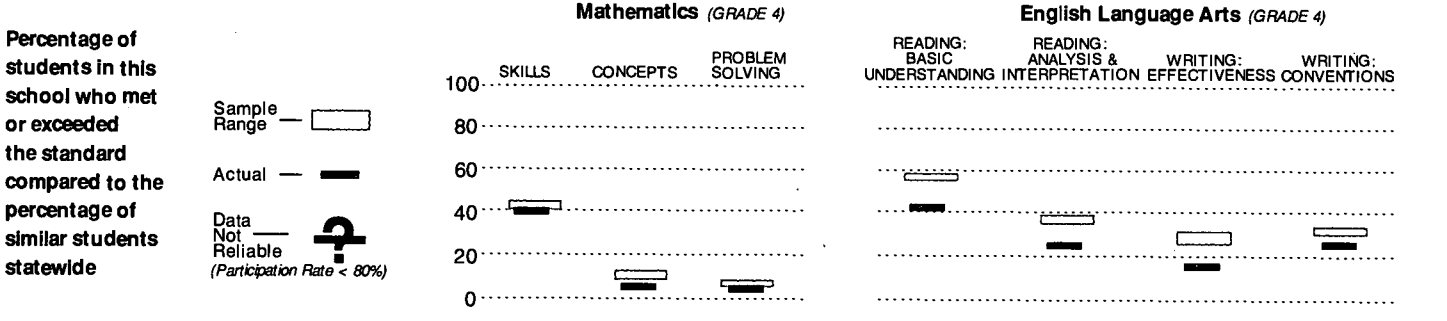 Mathematics (GRADE 4)
English Language Arts (GRADE 4)
Percentage of
students in this
school who met
or exceeded
the standard
compared to the
percentage of
similar students
statewide
Sample
Range
Actual
Data
Not
Reliable
(Participation Rate < 80%)
SKILLS
CONCEPTS
PROBLEM
SOLVING
100
80
60
40
20
0
READING:
BASIC
UNDERSTANDING
READING:
ANALYSIS &
INTERPRETATION
WRITING:
EFFECTIVENESS
WRITING:
CONVENTIONS
?